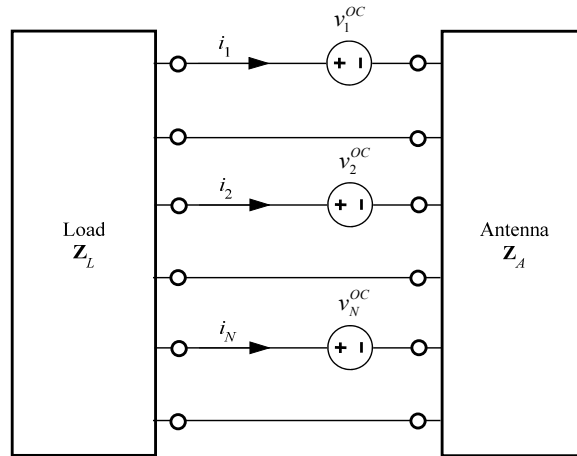 v_1^{OC}
i_1
+ −
v_2^{OC}
i_2
+ −
Load
Z_L
Antenna
Z_A
v_N^{OC}
i_N
+ −